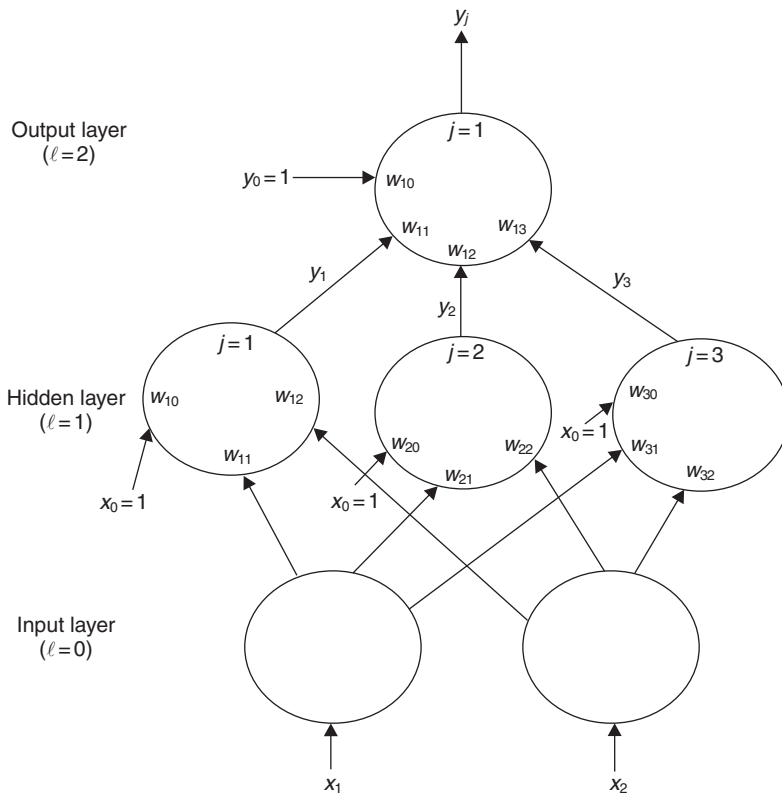 yⱼ
Output layer
(ℓ=2)
j=1
y₀=1
w₁₀
w₁₁
w₁₂
w₁₃
y₁
y₂
y₃
Hidden layer
(ℓ=1)
j=1
w₁₀
w₁₂
w₁₁
x₀=1
j=2
w₂₀
w₂₂
w₂₁
x₀=1
j=3
w₃₀
x₀=1
w₃₁
w₃₂
Input layer
(ℓ=0)
x₁
x₂